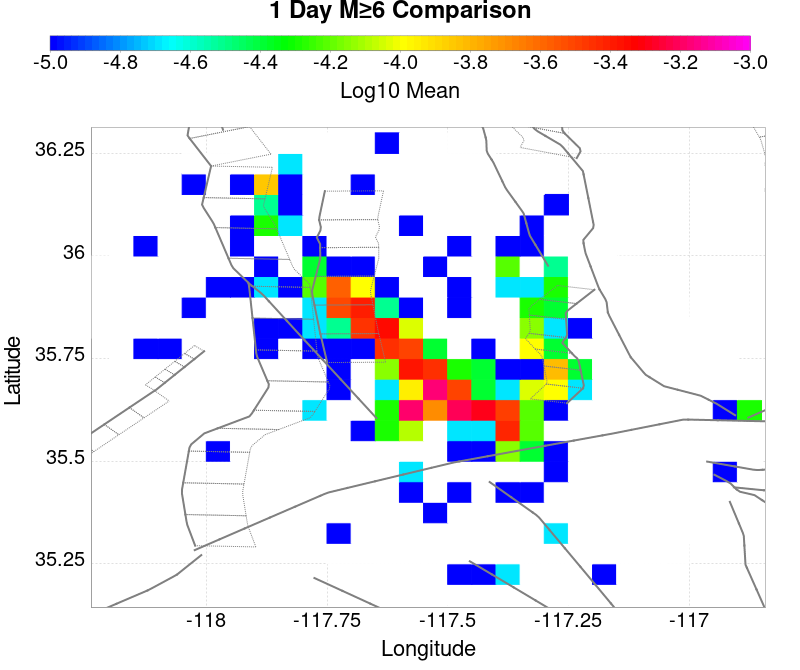 1 Day M≥6 Comparison
-5.0 -4.8 -4.6 -4.4 -4.2 -4.0 -3.8 -3.6 -3.4 -3.2 -3.0
Log10 Mean
36.25
36
35.75
35.5
35.25
Latitude
-118 -117.75 -117.5 -117.25 -117
Longitude